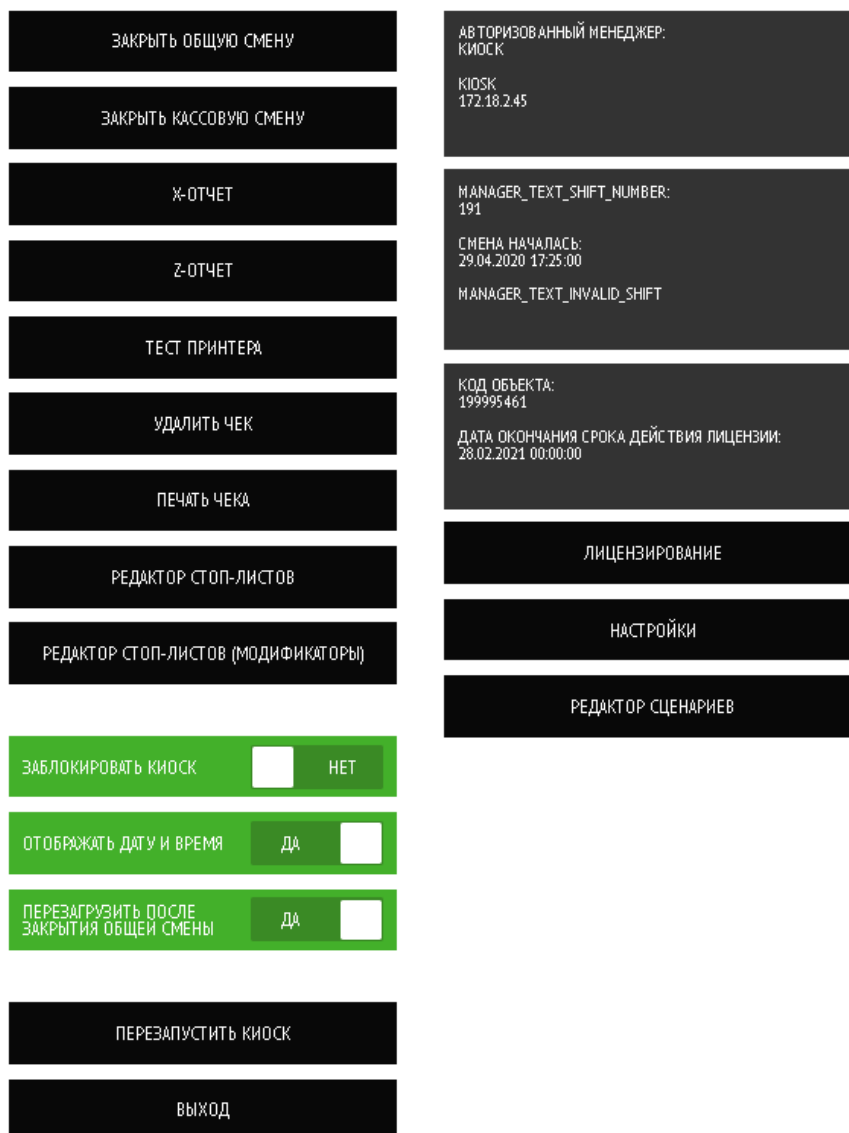 ЗАКРЫТЬ ОБЩУЮ СМЕНУ
ЗАКРЫТЬ КАССОВУЮ СМЕНУ
X-ОТЧЕТ
Z-ОТЧЕТ
ТЕСТ ПРИНТЕРА
УДАЛИТЬ ЧЕК
ПЕЧАТЬ ЧЕКА
РЕДАКТОР СТОП-ЛИСТОВ
РЕДАКТОР СТОП-ЛИСТОВ (МОДИФИКАТОРЫ)
ЗАБЛОКИРОВАТЬ КИОСК НЕТ
ОТОБРАЖАТЬ ДАТУ И ВРЕМЯ ДА
ПЕРЕЗАГРУЗИТЬ ПОСЛЕ
ЗАКРЫТИЯ ОБЩЕЙ СМЕНЫ ДА
ПЕРЕЗАПУСТИТЬ КИОСК
ВЫХОД
АВТОРИЗОВАННЫЙ МЕНЕДЖЕР:
КИОСК
KIOSK
172.18.2.45
MANAGER_TEXT_SHIFT_NUMBER:
191
СМЕНА НАЧАЛАСЬ:
29.04.2020 17:25:00
MANAGER_TEXT_INVALID_SHIFT
КОД ОБЪЕКТА:
199995461
ДАТА ОКОНЧАНИЯ СРОКА ДЕЙСТВИЯ ЛИЦЕНЗИИ:
28.02.2021 00:00:00
ЛИЦЕНЗИРОВАНИЕ
НАСТРОЙКИ
РЕДАКТОР СЦЕНАРИЕВ